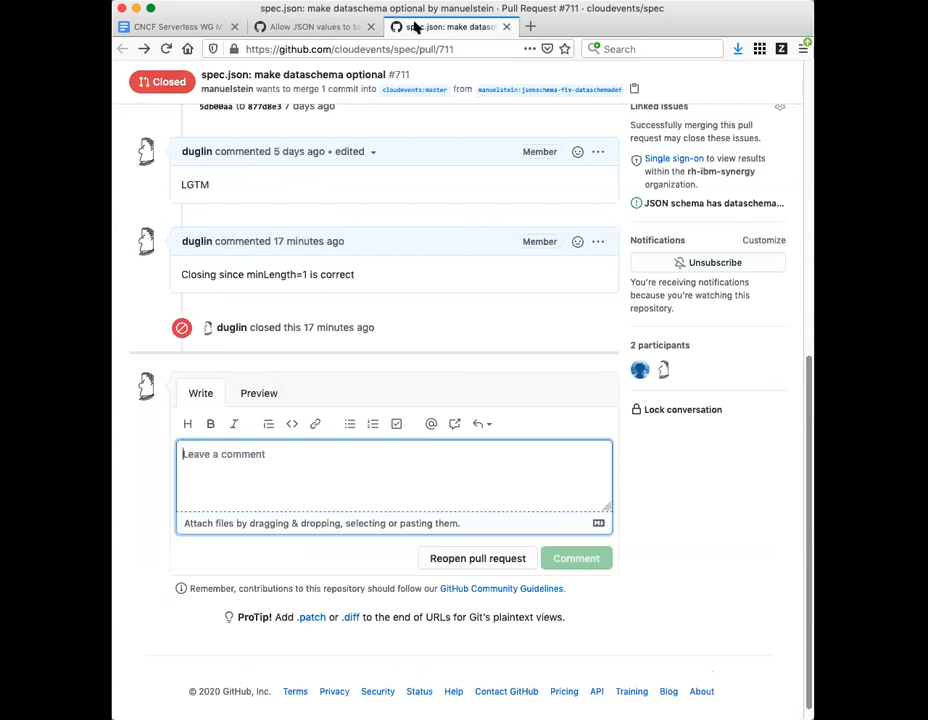 spec.json: make dataschema optional by manuelstein · Pull Request #711 · cloudevents/spec
CNCF Serverless WG M
Allow JSON values to b
spec.json: make datasc
https://github.com/cloudevents/spec/pull/711
Search
Closed
spec.json: make dataschema optional #711
manuelstein wants to merge 1 commit into cloudevents:master from manuelstein:jsonschema-fix-dataschemadef
5db00aa to 877d8e3 7 days ago
Linked issues
Successfully merging this pull
request may close these issues.
Single sign-on to view results
within the rh-ibm-synergy
organization.
JSON schema has dataschema...
duglin commented 5 days ago • edited
Member
LGTM
duglin commented 17 minutes ago
Member
Closing since minLength=1 is correct
duglin closed this 17 minutes ago
Notifications
Customize
Unsubscribe
You're receiving notifications
because you're watching this
repository.
2 participants
Lock conversation
Write
Preview
H B I
Leave a comment
Attach files by dragging & dropping, selecting or pasting them.
Reopen pull request
Comment
Remember, contributions to this repository should follow our GitHub Community Guidelines.
ProTip! Add .patch or .diff to the end of URLs for Git's plaintext views.
© 2020 GitHub, Inc. Terms Privacy Security Status Help Contact GitHub Pricing API Training Blog About